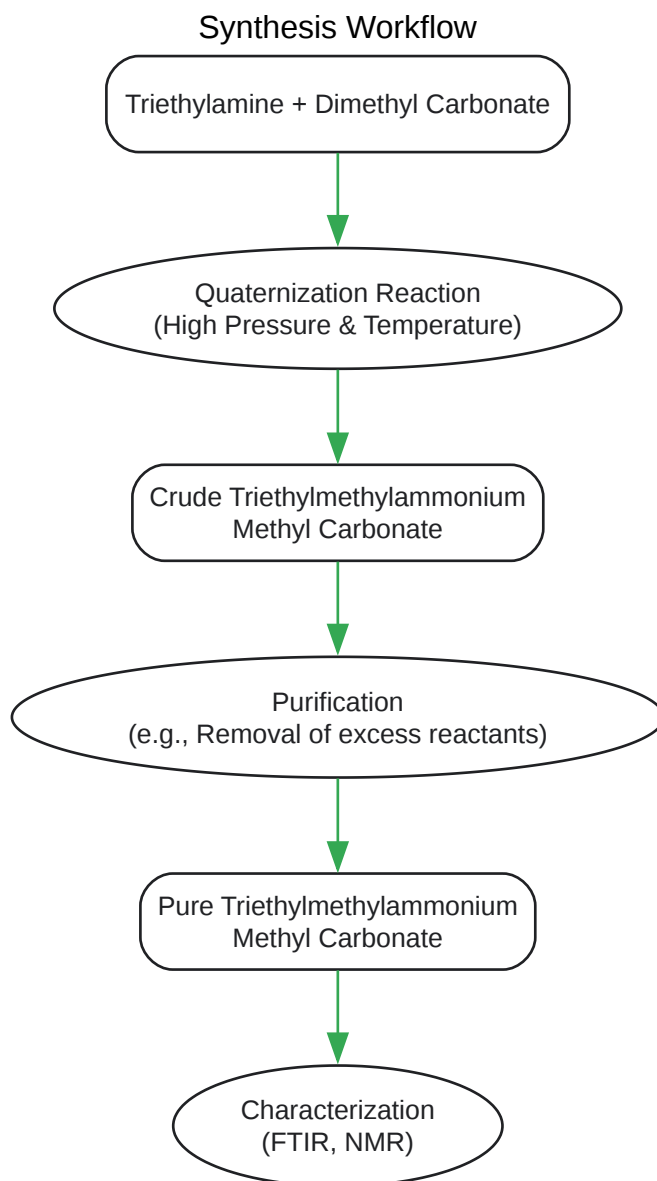 Synthesis Workflow
Triethylamine + Dimethyl Carbonate
Quaternization Reaction
(High Pressure & Temperature)
Crude Triethylmethylammonium
Methyl Carbonate
Purification
(e.g., Removal of excess reactants)
Pure Triethylmethylammonium
Methyl Carbonate
Characterization
(FTIR, NMR)